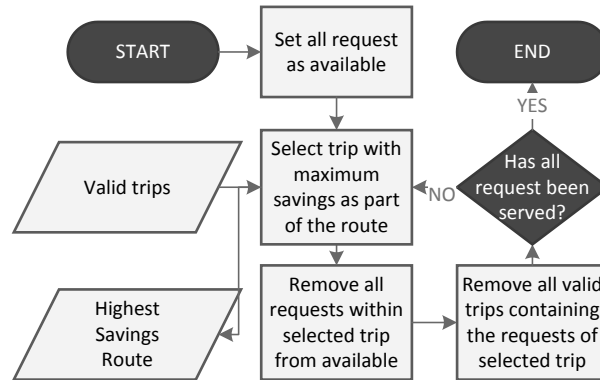 START
Set all request
as available
END
YES
Valid trips
Select trip with
maximum
savings as part
of the route
NO
Has all
request been
served?
Highest
Savings
Route
Remove all
requests within
selected trip
from available
Remove all valid
trips containing
the requests of
selected trip